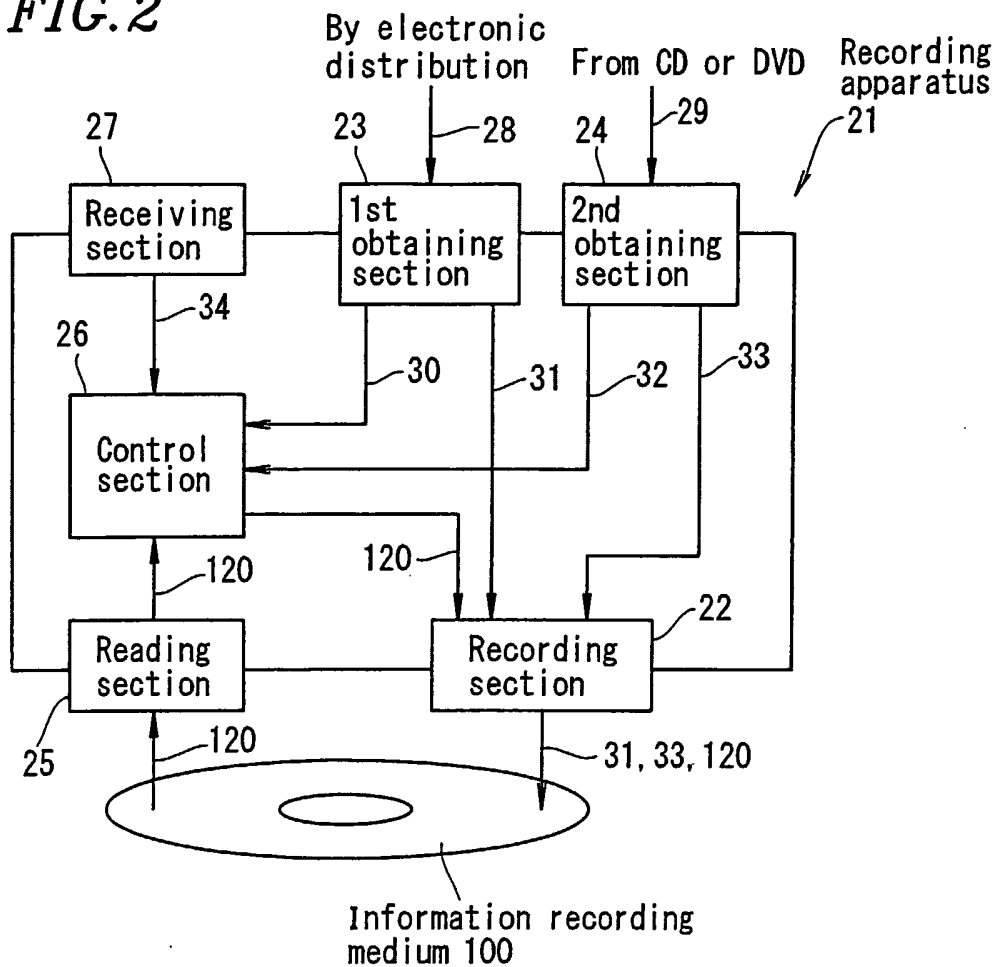 FIG. 2
By electronic
distribution
From CD or DVD
Recording
apparatus
21
27
23
28
24
29
Receiving
section
1st
obtaining
section
2nd
obtaining
section
34
26
30
31
32
33
Control
section
120
120
22
Reading
section
Recording
section
25
120
31, 33, 120
Information recording
medium 100